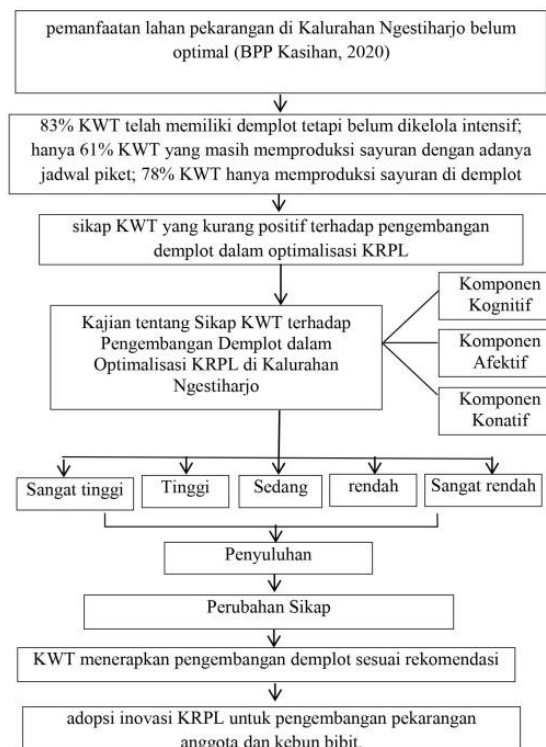 pemanfaatan lahan pekarangan di Kalurahan Ngestiharjo belum
optimal (BPP Kasihan, 2020)
83% KWT telah memiliki demplot tetapi belum dikelola intensif;
hanya 61% KWT yang masih memproduksi sayuran dengan adanya
jadwal piket; 78% KWT hanya memproduksi sayuran di demplot
sikap KWT yang kurang positif terhadap pengembangan
demplot dalam optimalisasi KRPL
Kajian tentang Sikap KWT terhadap
Pengembangan Demplot dalam
Optimalisasi KRPL di Kalurahan
Ngestiharjo
Komponen
Kognitif
Komponen
Afektif
Komponen
Konatif
Sangat tinggi
Tinggi
Sedang
rendah
Sangat rendah
Penyuluhan
Perubahan Sikap
KWT menerapkan pengembangan demplot sesuai rekomendasi
adopsi inovasi KRPL untuk pengembangan pekarangan
anggota dan kebun bibit.